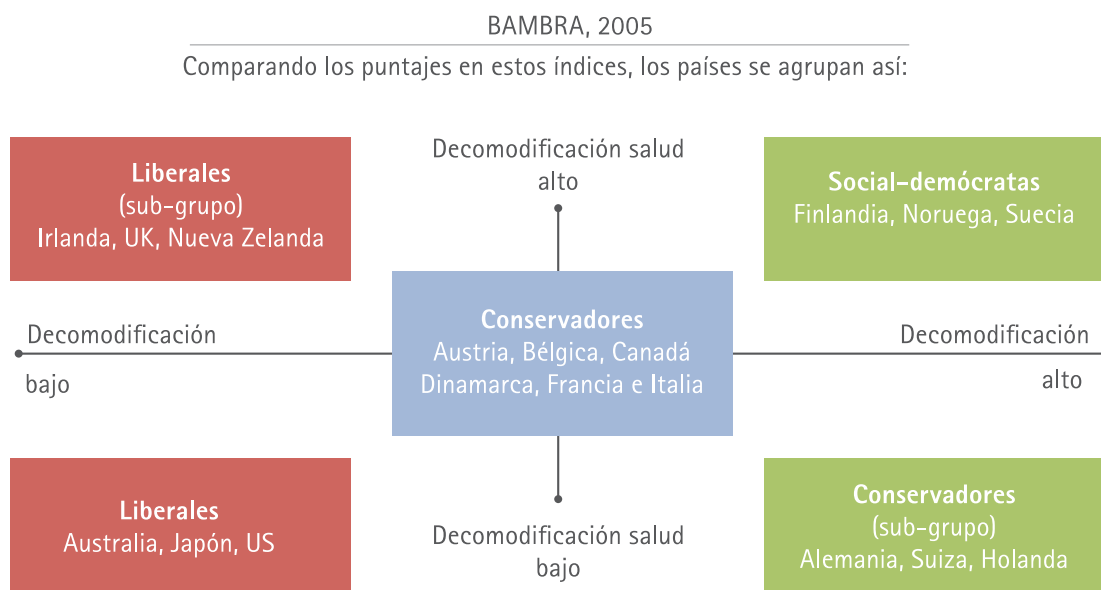 BAMBRA, 2005
Comparando los puntajes en estos índices, los países se agrupan así:
Liberales
(sub-grupo)
Irlanda, UK, Nueva Zelanda
Decomodificación salud
alto
Social-demócratas
Finlandia, Noruega, Suecia
Decomodificación
bajo
Conservadores
Austria, Bélgica, Canadá
Dinamarca, Francia e Italia
Decomodificación
alto
Liberales
Australia, Japón, US
Decomodificación salud
bajo
Conservadores
(sub-grupo)
Alemania, Suiza, Holanda